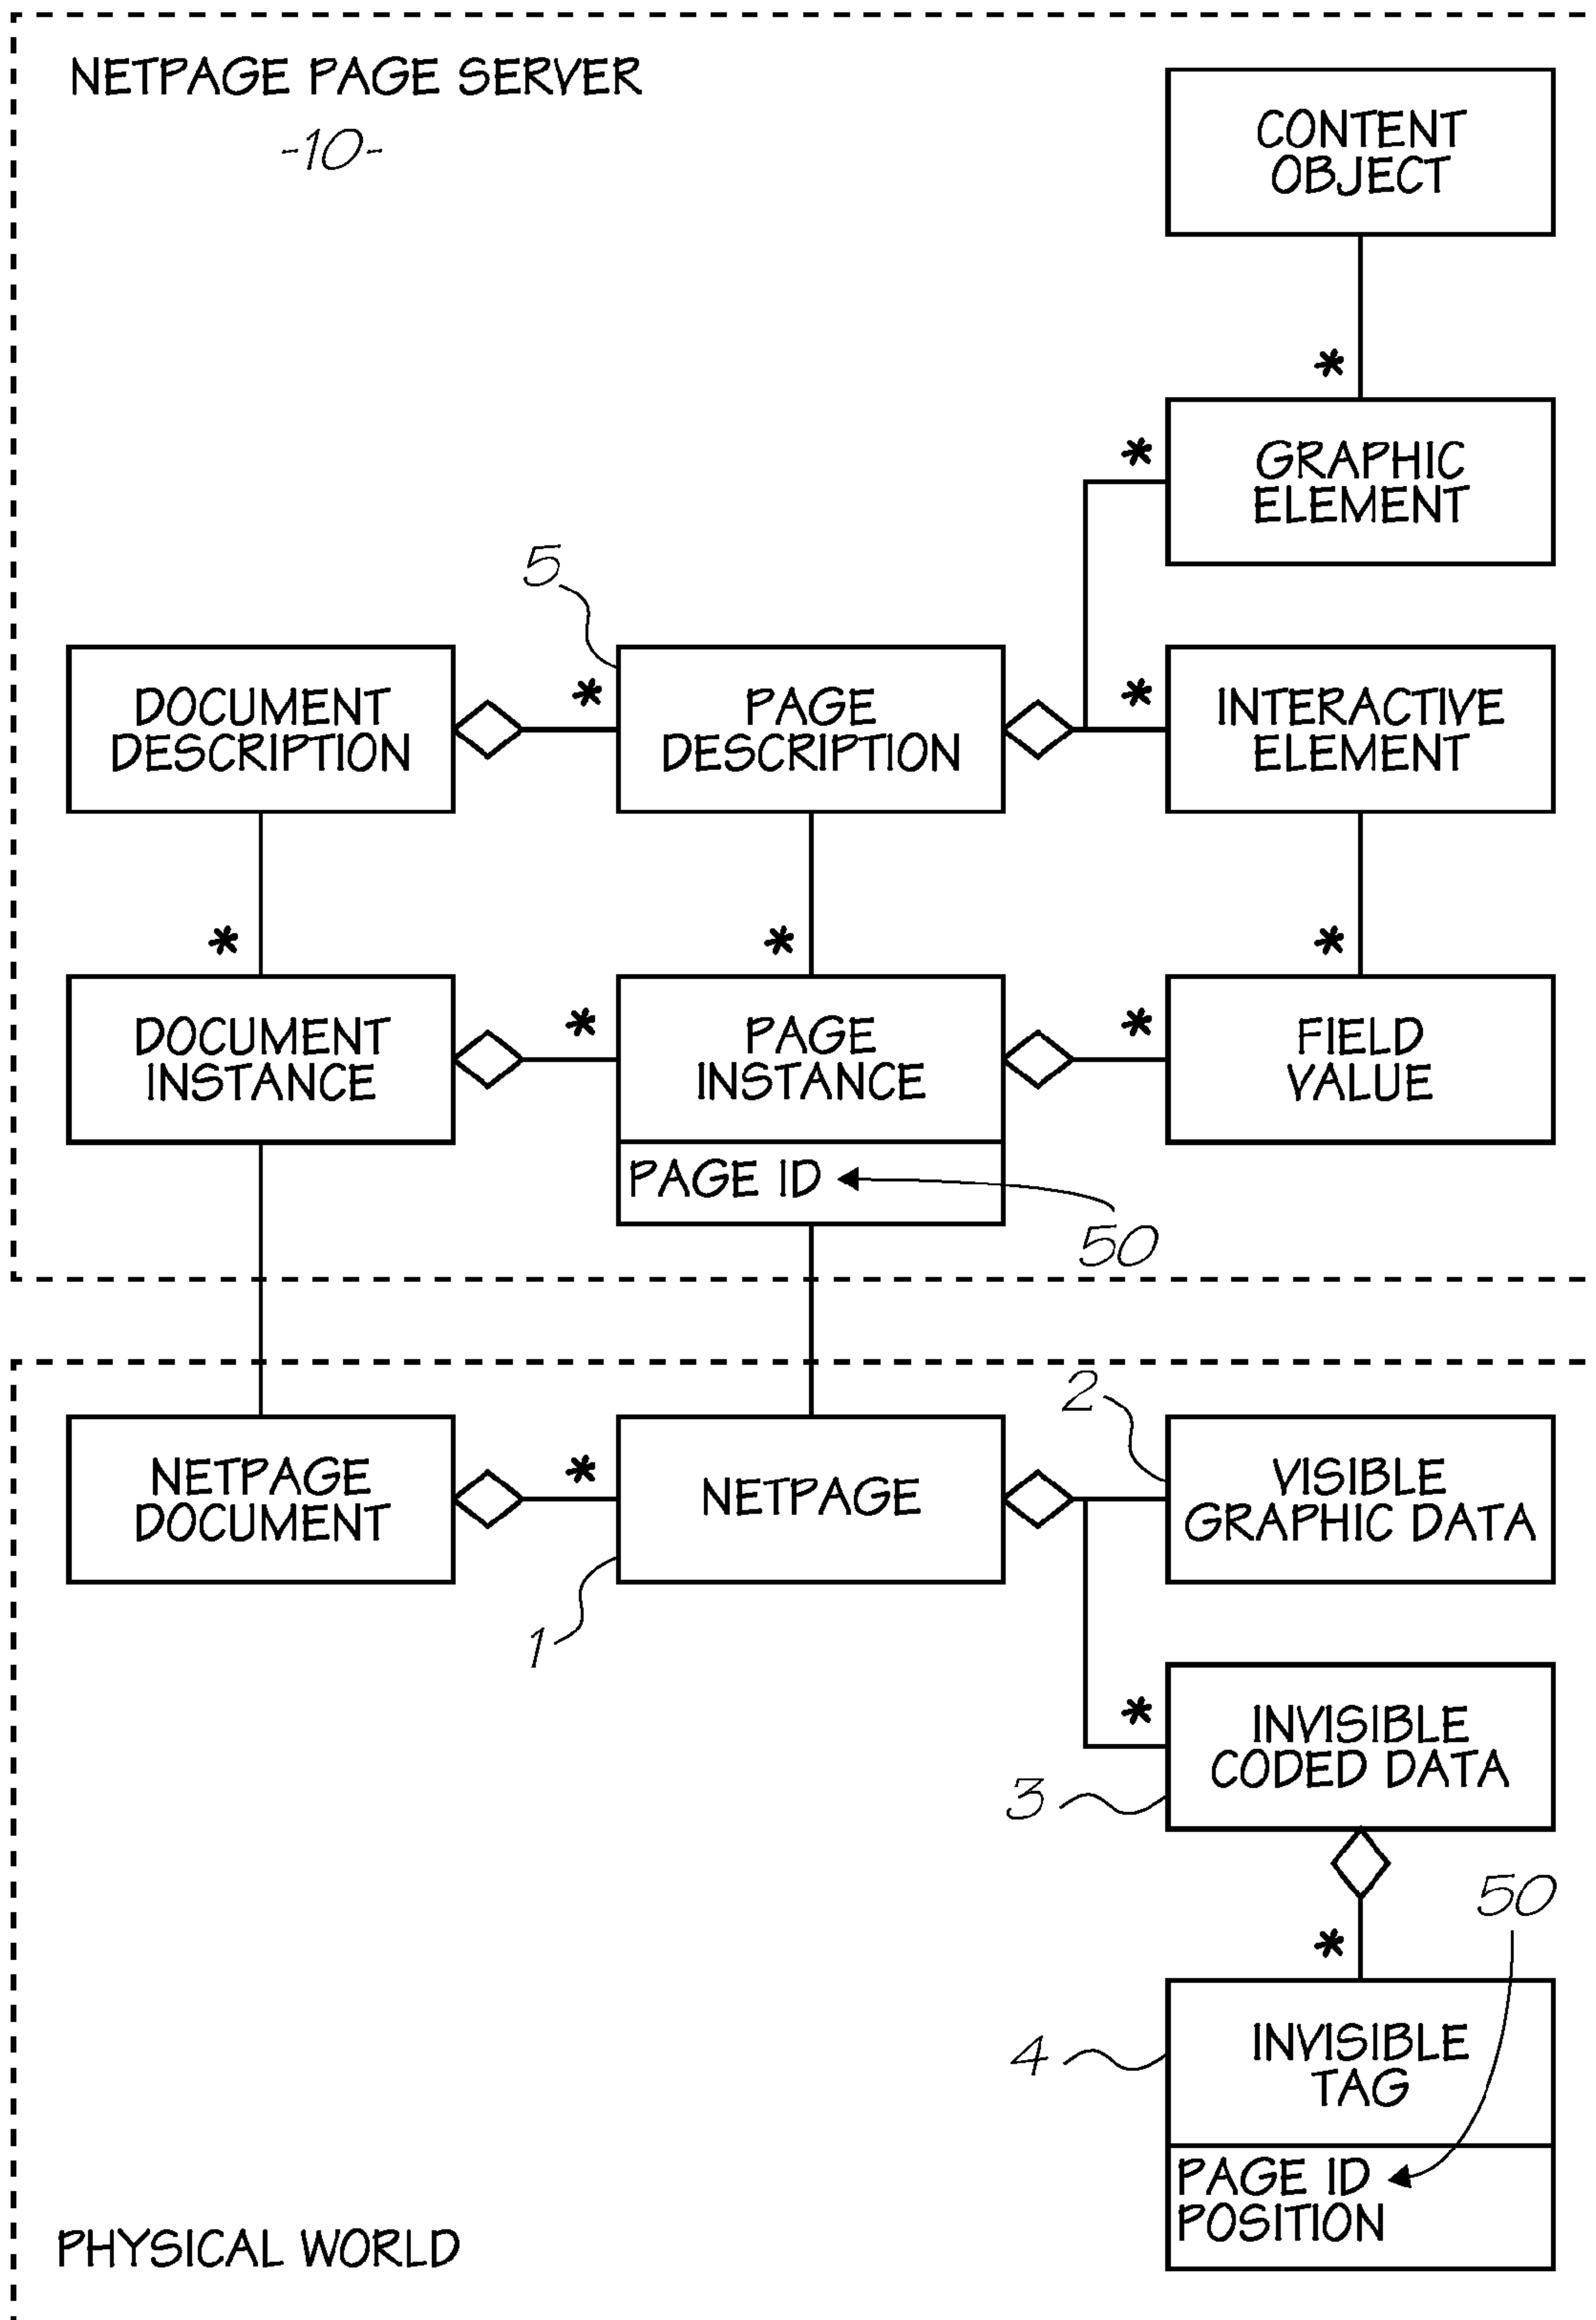 NETPAGE PAGE SERVER
-10-
CONTENT
OBJECT
*
*
GRAPHIC
ELEMENT
5
DOCUMENT
DESCRIPTION
*
PAGE
DESCRIPTION
*
INTERACTIVE
ELEMENT
*
*
*
DOCUMENT
INSTANCE
*
PAGE
INSTANCE
*
FIELD
VALUE
PAGE ID
50
2
NETPAGE
DOCUMENT
*
NETPAGE
VISIBLE
GRAPHIC DATA
1
*
INVISIBLE
CODED DATA
3
50
*
4
INVISIBLE
TAG
PAGE ID
POSITION
PHYSICAL WORLD